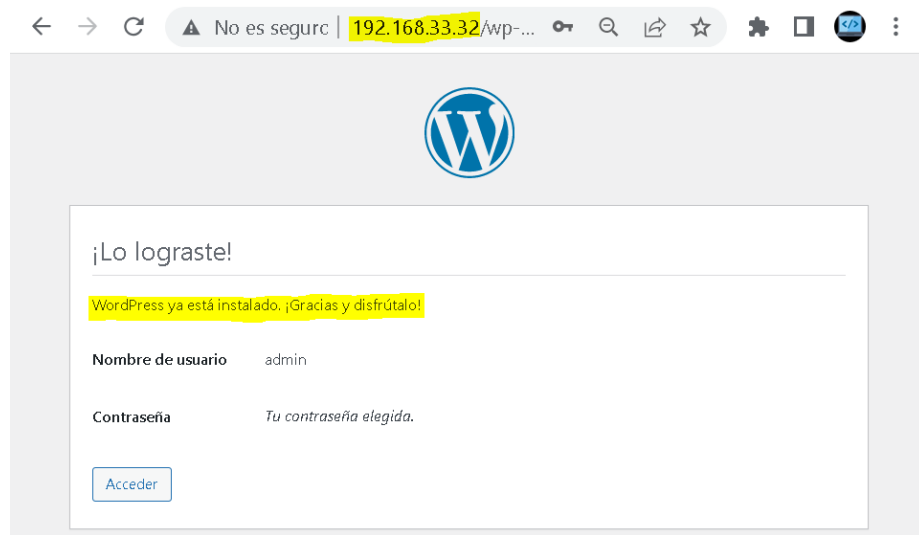 No es segurc | 192.168.33.32/wp-...
¡Lo lograste!
WordPress ya está instalado. ¡Gracias y disfrútalo!
Nombre de usuario admin
Contraseña Tu contraseña elegida.
Acceder